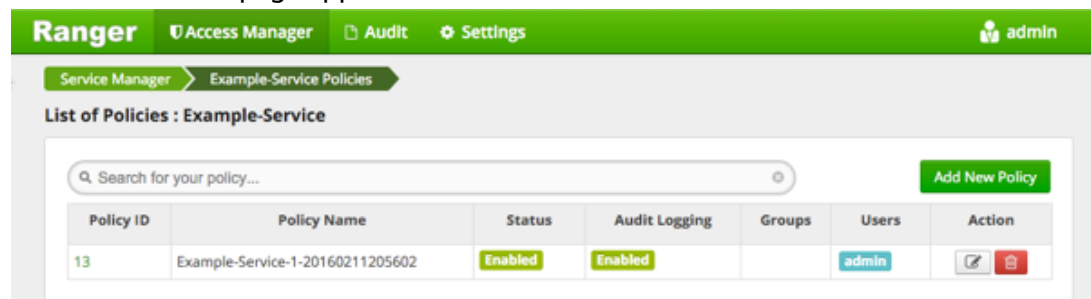 Ranger Access Manager Audit Settings admin
Service Manager Example-Service Policies
List of Policies : Example-Service
Search for your policy... Add New Policy
Policy ID Policy Name Status Audit Logging Groups Users Action
13 Example-Service-1-20160211205602 Enabled Enabled admin